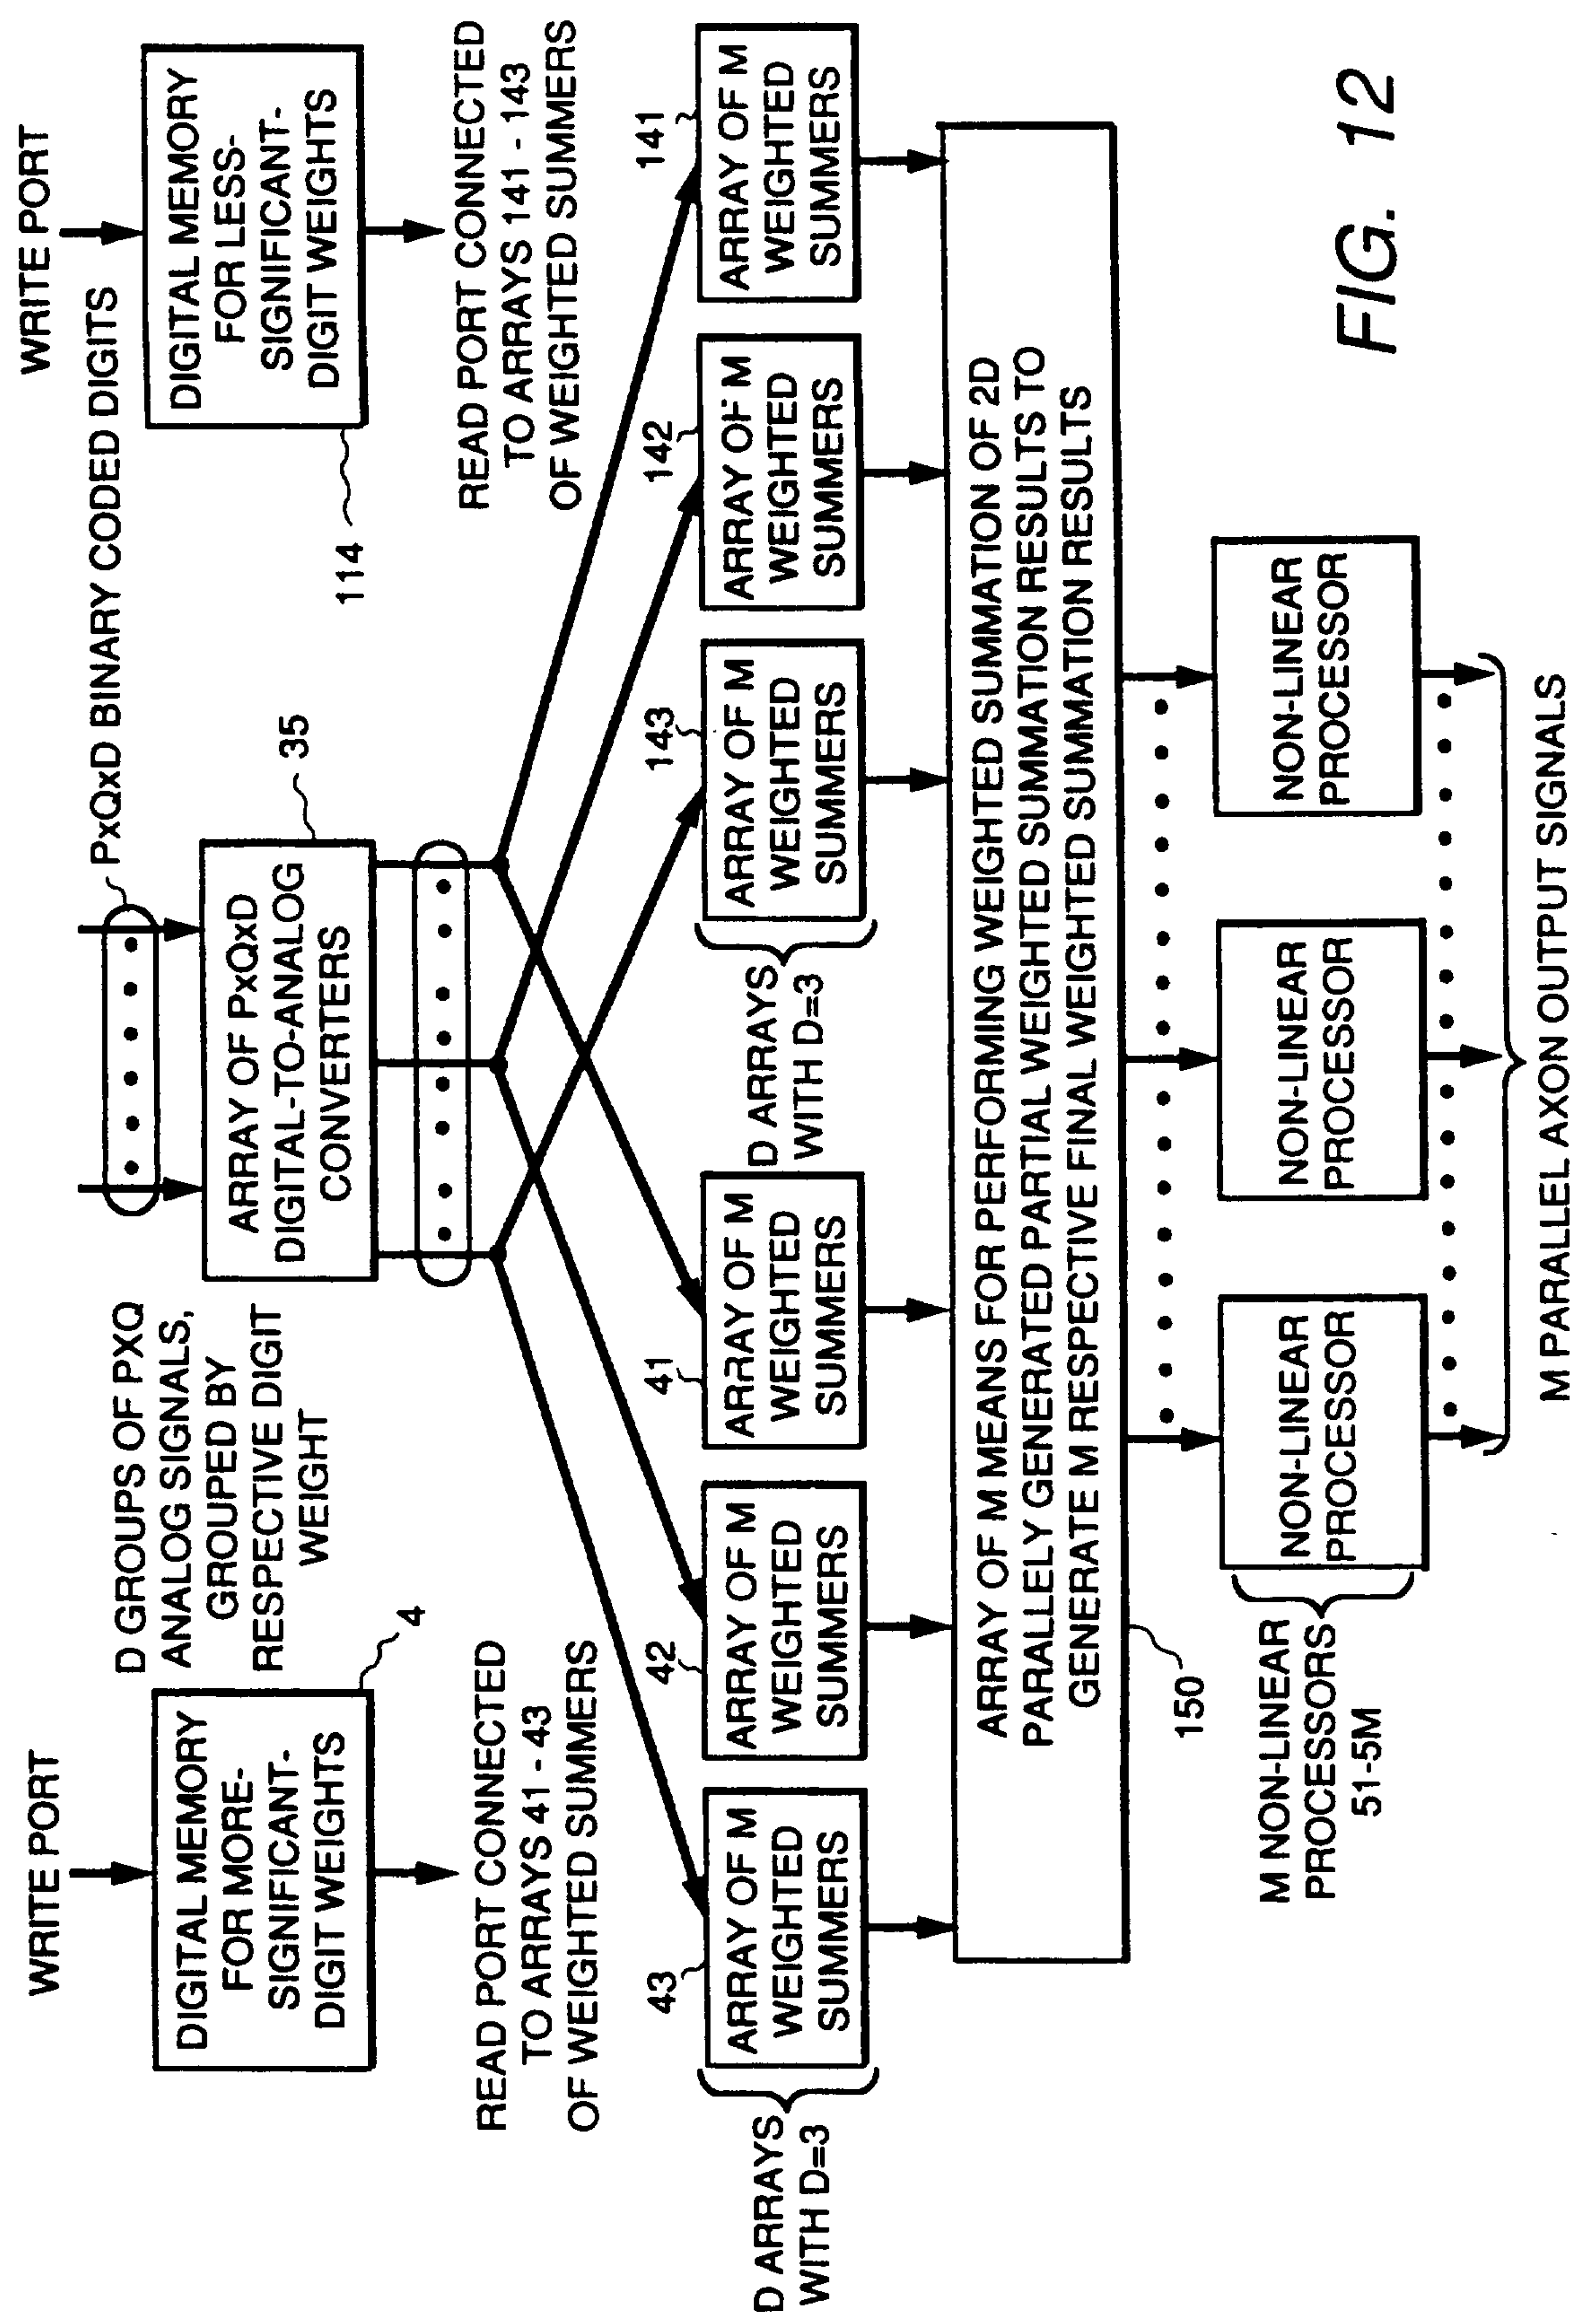 WRITE PORT
DIGITAL MEMORY
FOR MORE-
SIGNIFICANT-
DIGIT WEIGHTS
4
READ PORT CONNECTED
TO ARRAYS 41 - 43
OF WEIGHTED SUMMERS
D GROUPS OF PXQ
ANALOG SIGNALS,
GROUPED BY
RESPECTIVE DIGIT
WEIGHT
PxQxD BINARY CODED DIGITS
ARRAY OF PxQxD
DIGITAL-TO-ANALOG
CONVERTERS
35
WRITE PORT
DIGITAL MEMORY
FOR LESS-
SIGNIFICANT-
DIGIT WEIGHTS
114
READ PORT CONNECTED
TO ARRAYS 141 - 143
OF WEIGHTED SUMMERS
D ARRAYS
WITH D=3
43
ARRAY OF M
WEIGHTED
SUMMERS
42
ARRAY OF M
WEIGHTED
SUMMERS
41
ARRAY OF M
WEIGHTED
SUMMERS
D ARRAYS
WITH D=3
143
ARRAY OF M
WEIGHTED
SUMMERS
142
ARRAY OF M
WEIGHTED
SUMMERS
141
ARRAY OF M
WEIGHTED
SUMMERS
ARRAY OF M MEANS FOR PERFORMING WEIGHTED SUMMATION OF 2D
PARALLELY GENERATED PARTIAL WEIGHTED SUMMATION RESULTS TO
GENERATE M RESPECTIVE FINAL WEIGHTED SUMMATION RESULTS
150
M NON-LINEAR
PROCESSORS
51-5M
NON-LINEAR
PROCESSOR
NON-LINEAR
PROCESSOR
NON-LINEAR
PROCESSOR
M PARALLEL AXON OUTPUT SIGNALS
FIG. 12